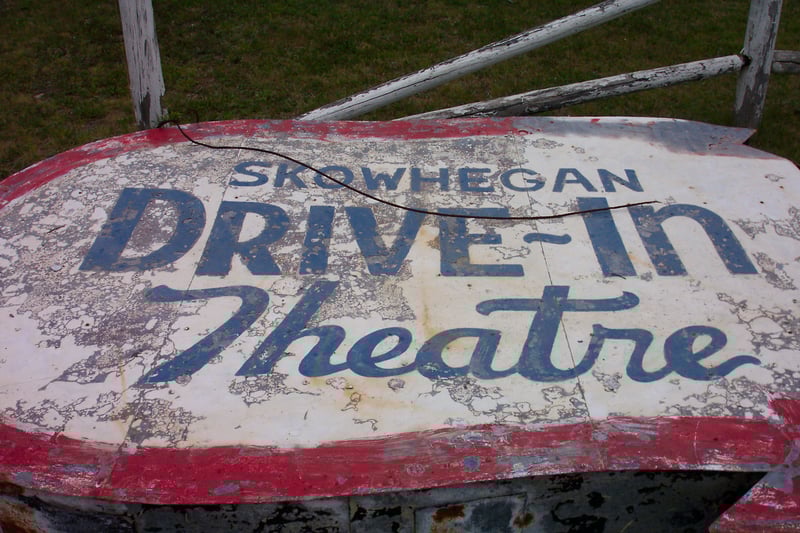 SKOWHEGAN
DRIVE-In
Theatre